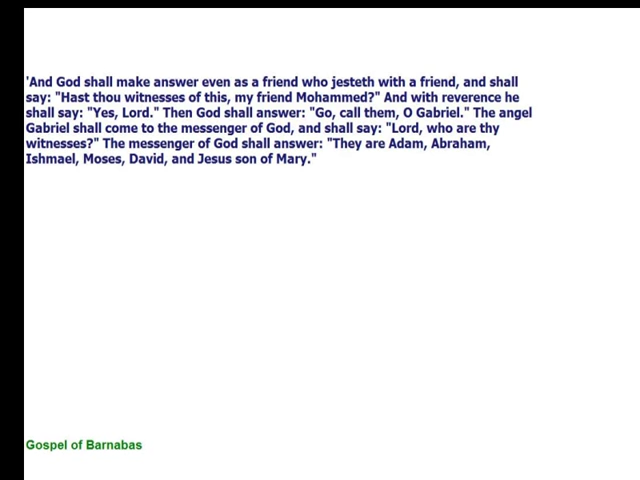 'And God shall make answer even as a friend who jesteth with a friend, and shall
say: "Hast thou witnesses of this, my friend Mohammed?" And with reverence he
shall say: "Yes, Lord." Then God shall answer: "Go, call them, O Gabriel." The angel
Gabriel shall come to the messenger of God, and shall say: "Lord, who are thy
witnesses?" The messenger of God shall answer: "They are Adam, Abraham,
Ishmael, Moses, David, and Jesus son of Mary."
Gospel of Barnabas